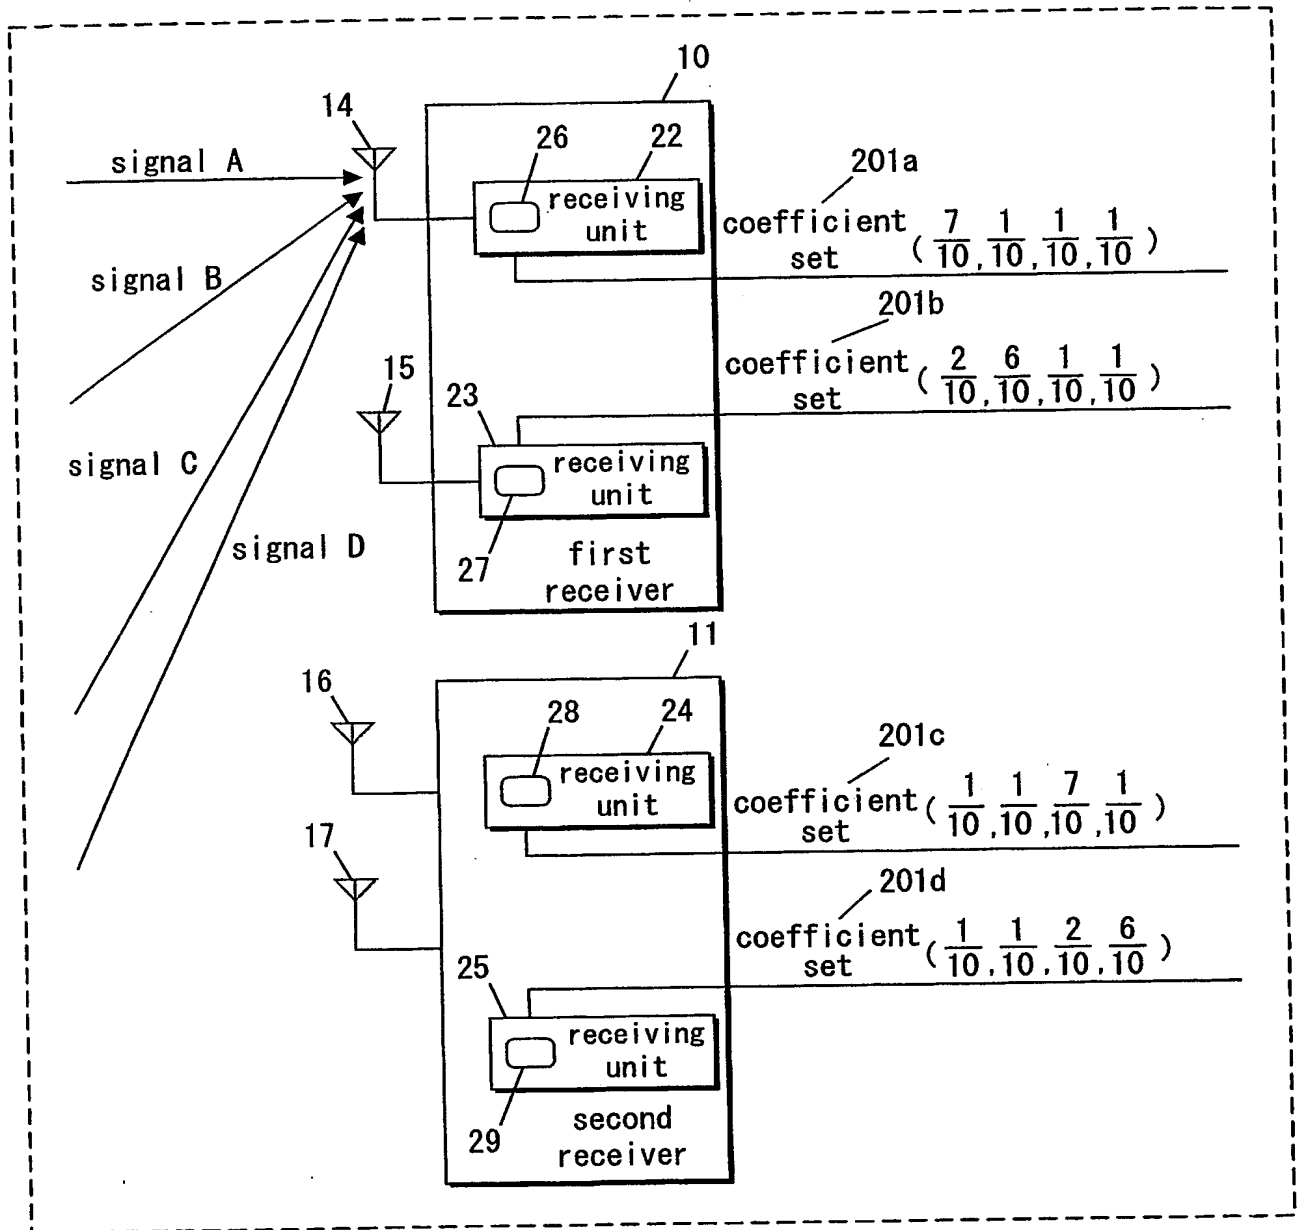 10
14
signal A
26
22
receiving
unit
201a
coefficient
set
( 7/10, 1/10, 1/10, 1/10 )
signal B
201b
coefficient
set
( 2/10, 6/10, 1/10, 1/10 )
15
23
receiving
unit
signal C
signal D
27
first
receiver
11
16
28
24
receiving
unit
201c
coefficient
set
( 1/10, 1/10, 7/10, 1/10 )
17
201d
coefficient
set
( 1/10, 1/10, 2/10, 6/10 )
25
receiving
unit
29
second
receiver